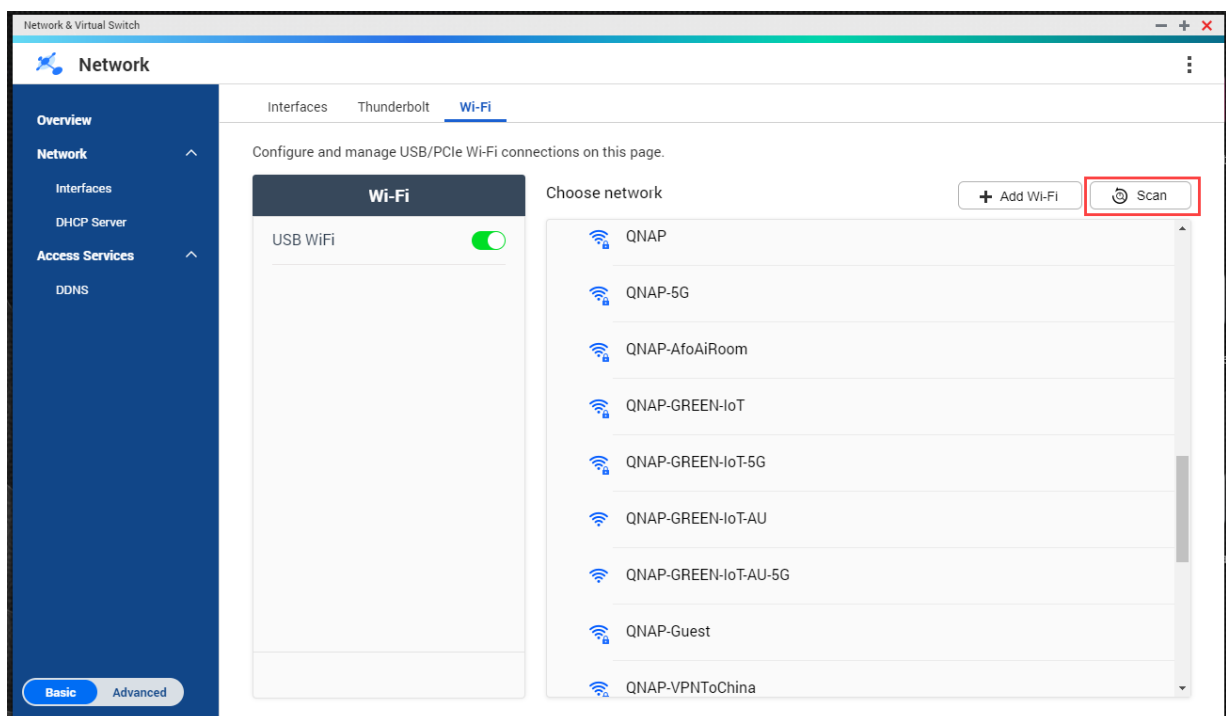 Network & Virtual Switch
Network
Overview
Network
Interfaces
DHCP Server
Access Services
DDNS
Basic Advanced
Interfaces Thunderbolt Wi-Fi
Configure and manage USB/PCIe Wi-Fi connections on this page.
Wi-Fi
USB WiFi
Choose network
+ Add Wi-Fi Scan
QNAP
QNAP-5G
QNAP-AfoAiRoom
QNAP-GREEN-IoT
QNAP-GREEN-IoT-5G
QNAP-GREEN-IoT-AU
QNAP-GREEN-IoT-AU-5G
QNAP-Guest
QNAP-VPNToChina